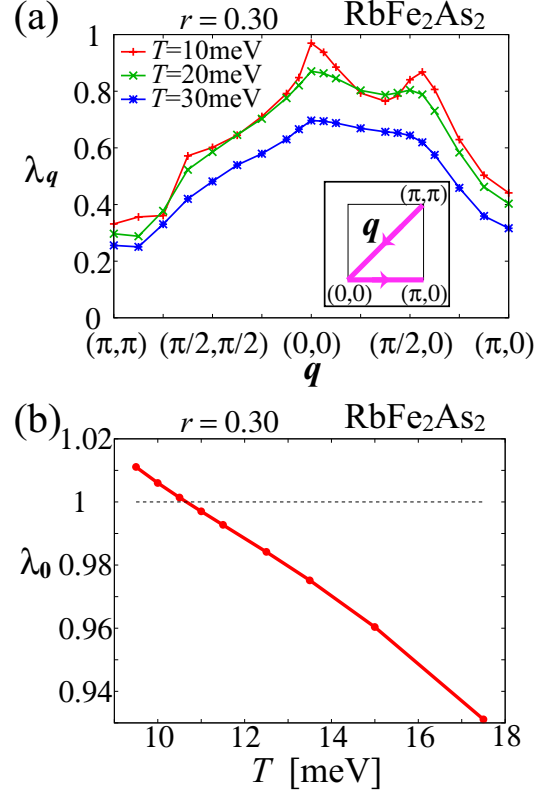 (a) r = 0.30 RbFe₂As₂
1
T=10meV
T=20meV
0.8
T=30meV
0.6
λq
0.4
(π,π)
q
0.2
(0,0) (π,0)
0
(π,π) (π/2,π/2) (0,0) (π/2,0) (π,0)
q
(b) r = 0.30 RbFe₂As₂
1.02
1
λ0 0.98
0.96
0.94
10 12 14 16 18
T [meV]